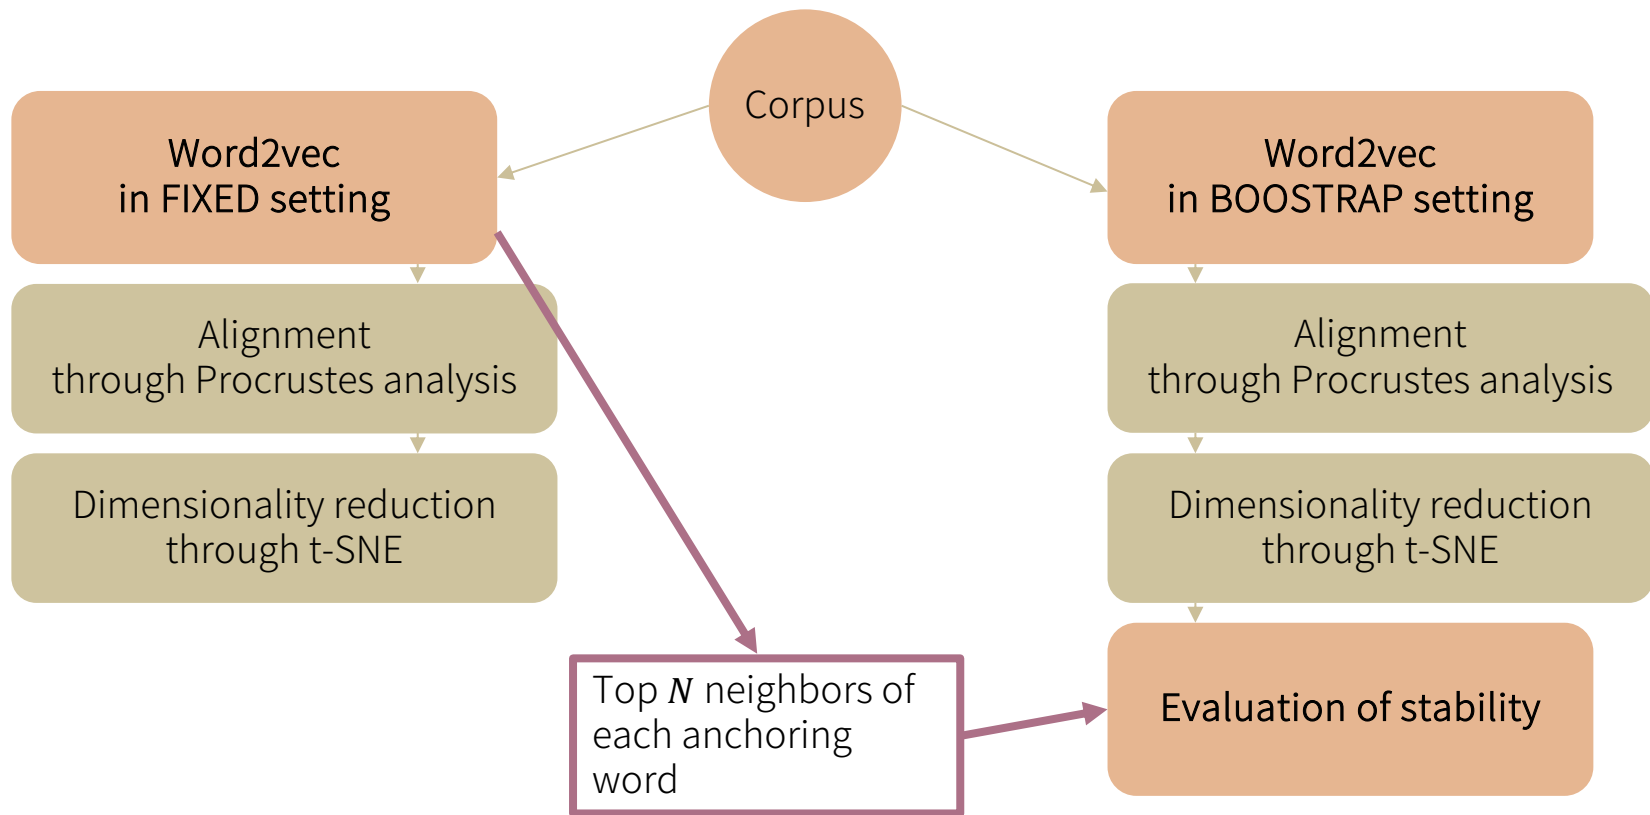 Corpus
Word2vec
in FIXED setting
Alignment
through Procrustes analysis
Dimensionality reduction
through t-SNE
Top N neighbors of
each anchoring
word
Word2vec
in BOOSTRAP setting
Alignment
through Procrustes analysis
Dimensionality reduction
through t-SNE
Evaluation of stability